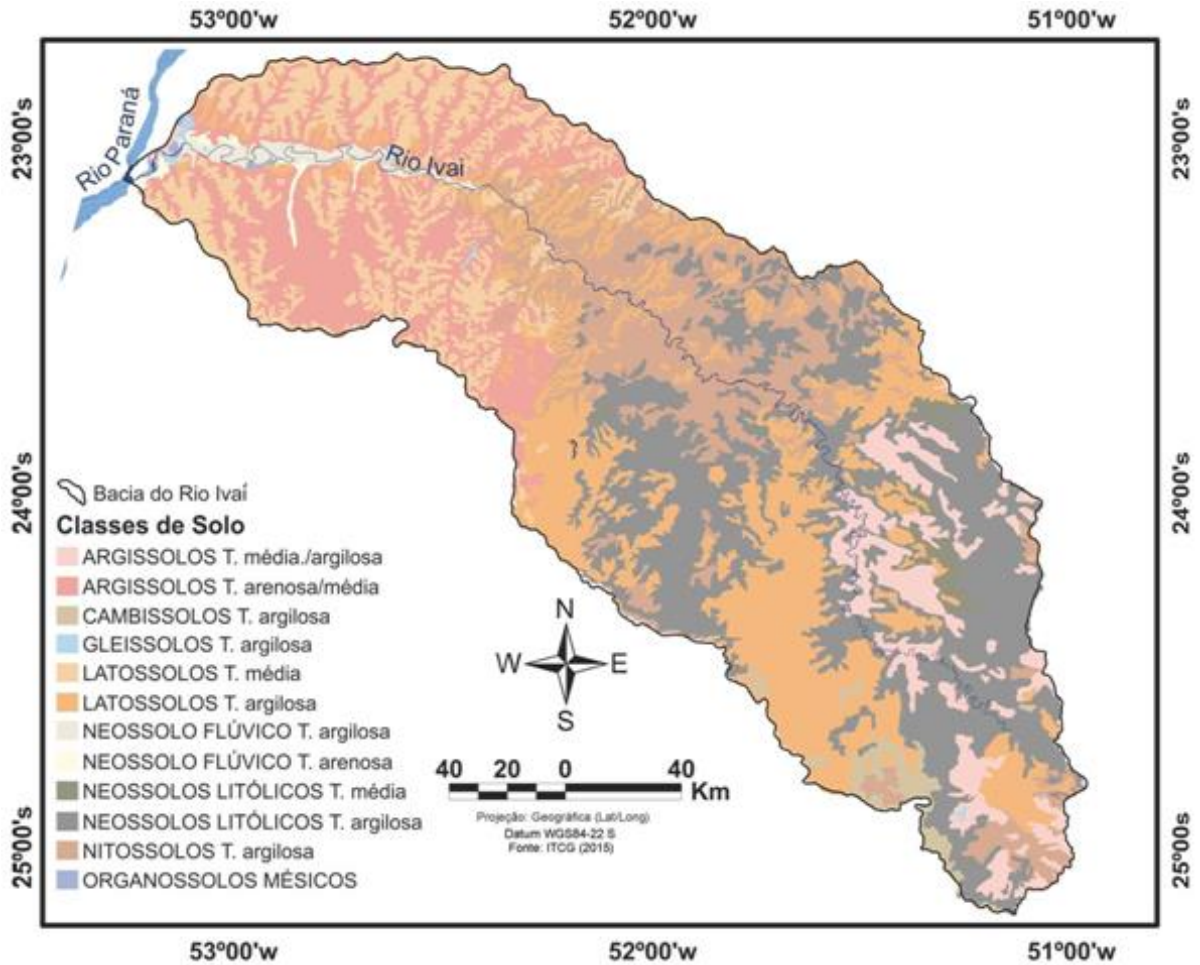 53°00'w 52°00'w 51°00'w
23°00's
23°00's
Rio Paraná
Rio Ivai
24°00's
24°00's
Bacia do Rio Ivaí
Classes de Solo
ARGISSOLOS T. média./argilosa
ARGISSOLOS T. arenosa/média
CAMBISSOLOS T. argilosa
GLEISSOLOS T. argilosa
LATOSSOLOS T. média
LATOSSOLOS T. argilosa
NEOSSOLO FLÚVICO T. argilosa
NEOSSOLO FLÚVICO T. arenosa
NEOSSOLOS LITÓLICOS T. média
NEOSSOLOS LITÓLICOS T. argilosa
NITOSSOLOS T. argilosa
ORGANOSSOLOS MÉSICOS
N
W E
S
40 20 0 40
Km
Projeção: Geográfica (Lat/Long)
Datum WGS84-22 S
Fonte: ITCG (2015)
25°00's
25°00's
53°00'w 52°00'w 51°00'w